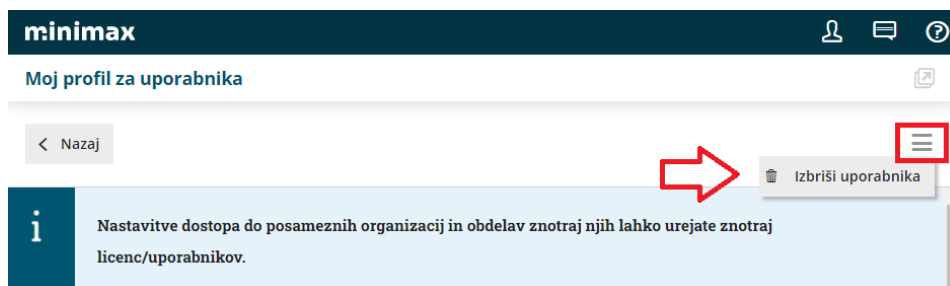 minimax
Moj profil za uporabnika
Nazaj
Izbriši uporabnika
Nastavitve dostopa do posameznih organizacij in obdelav znotraj njih lahko urejate znotraj
licenc/uporabnikov.